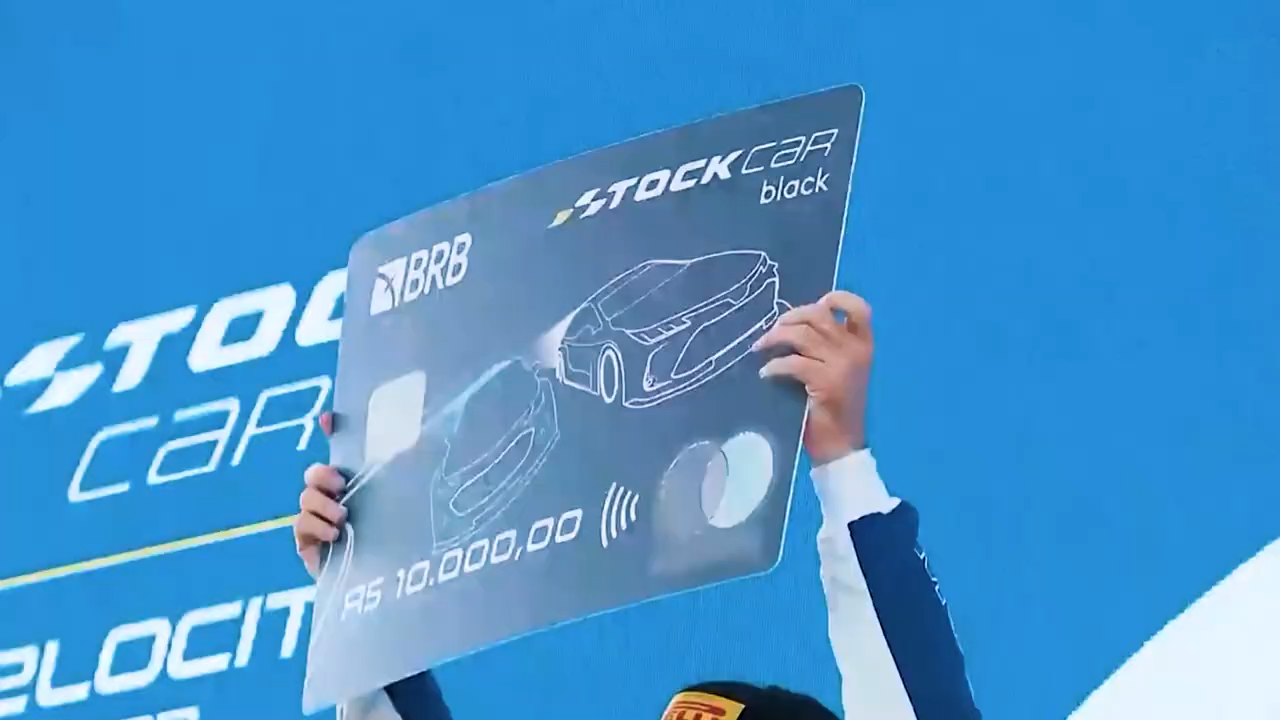 STOCK CAR
black
BRB
R$ 10.000,00
STOC
CAR
ELOCIT